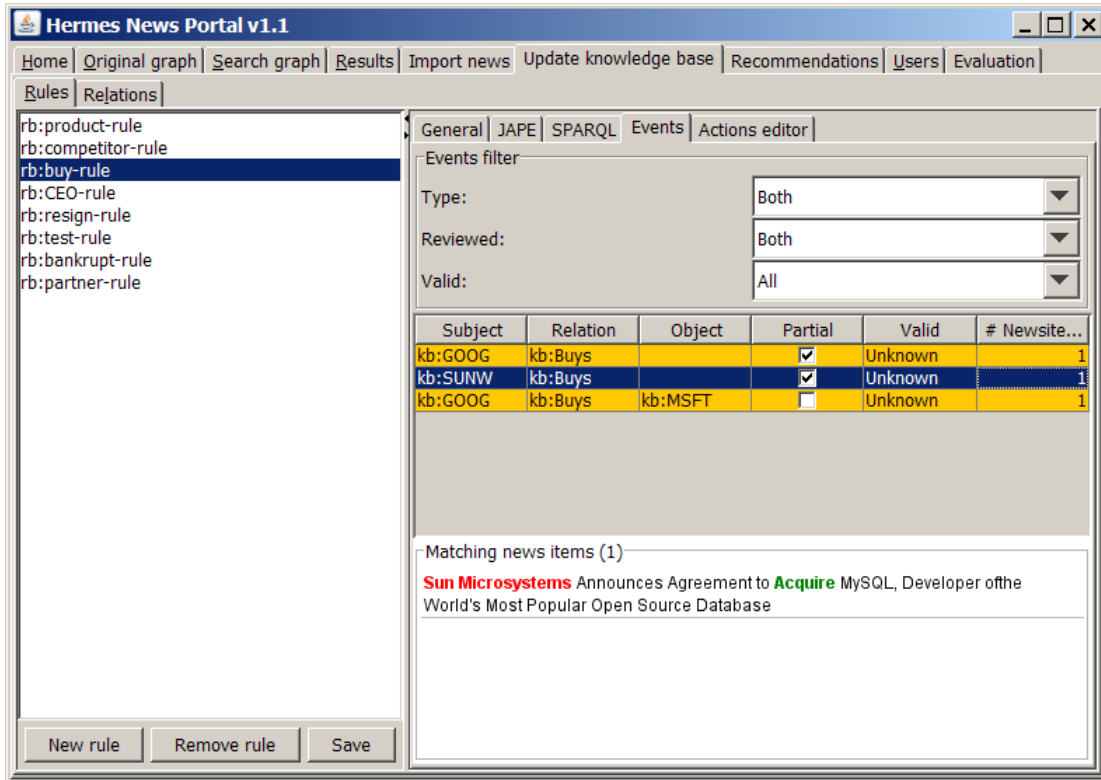 Hermes News Portal v1.1
Home Original graph Search graph Results Import news Update knowledge base Recommendations Users Evaluation
Rules Relations
rb:product-rule
rb:competitor-rule
rb:buy-rule
rb:CEO-rule
rb:resign-rule
rb:test-rule
rb:bankrupt-rule
rb:partner-rule
New rule Remove rule Save
General JAPE SPARQL Events Actions editor
Events filter
Type: Both
Reviewed: Both
Valid: All
Subject Relation Object Partial Valid # Newsite...
kb:GOOG kb:Buys Unknown 1
kb:SUNW kb:Buys Unknown 1
kb:GOOG kb:Buys kb:MSFT Unknown 1
Matching news items (1)
Sun Microsystems Announces Agreement to Acquire MySQL, Developer ofthe
World's Most Popular Open Source Database